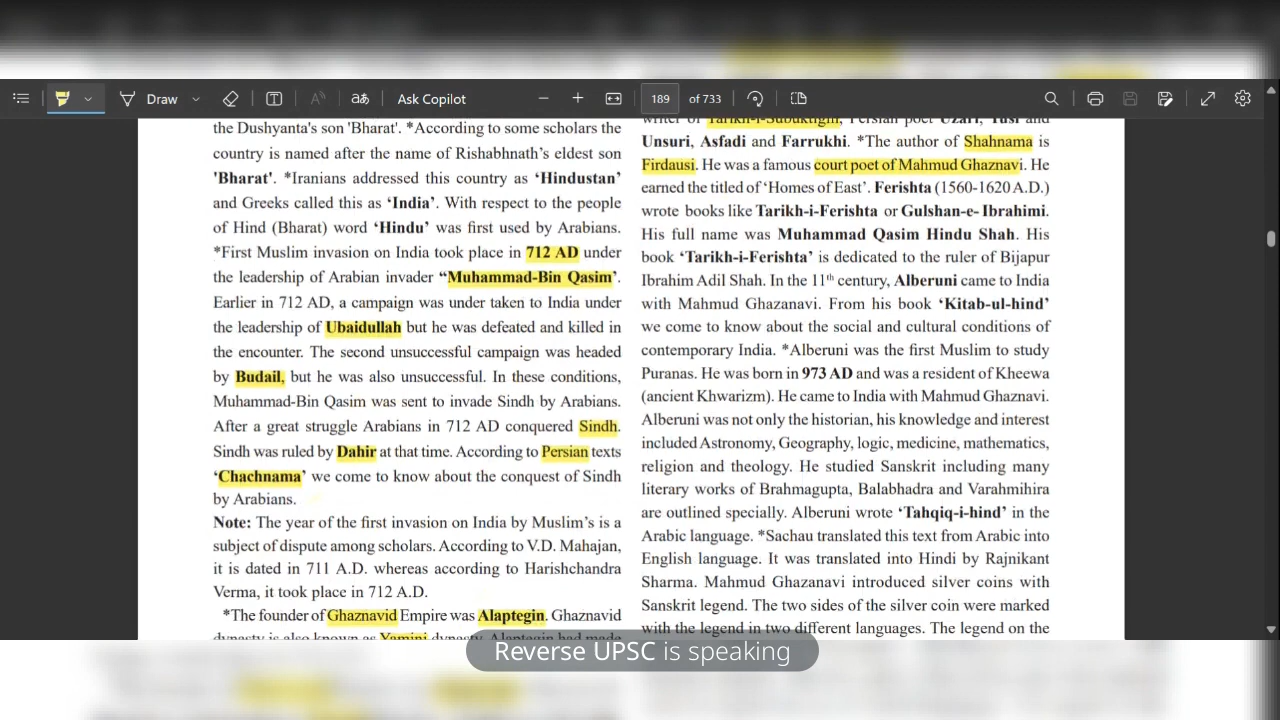 Draw
Ask Copilot
189 of 733
the Dushyanta's son 'Bharat'. *According to some scholars the
country is named after the name of Rishabhnath's eldest son
'Bharat'. *Iranians addressed this country as 'Hindustan'
and Greeks called this as 'India'. With respect to the people
of Hind (Bharat) word 'Hindu' was first used by Arabians.
*First Muslim invasion on India took place in 712 AD under
the leadership of Arabian invader "Muhammad-Bin Qasim'.
Earlier in 712 AD, a campaign was under taken to India under
the leadership of Ubaidullah but he was defeated and killed in
the encounter. The second unsuccessful campaign was headed
by Budail, but he was also unsuccessful. In these conditions,
Muhammad-Bin Qasim was sent to invade Sindh by Arabians.
After a great struggle Arabians in 712 AD conquered Sindh.
Sindh was ruled by Dahir at that time. According to Persian texts
'Chachnama' we come to know about the conquest of Sindh
by Arabians.
Note: The year of the first invasion on India by Muslim's is a
subject of dispute among scholars. According to V.D. Mahajan,
it is dated in 711 A.D. whereas according to Harishchandra
Verma, it took place in 712 A.D.
*The founder of Ghaznavid Empire was Alaptegin. Ghaznavid
dynasty is also known as Yamini dynasty. Alaptegin had made
writer of Tarikh-i-Subuktigin, Persian poet Uzari, Tusi and
Unsuri, Asfadi and Farrukhi. *The author of Shahnama is
Firdausi. He was a famous court poet of Mahmud Ghaznavi. He
earned the titled of 'Homes of East'. Ferishta (1560-1620 A.D.)
wrote books like Tarikh-i-Ferishta or Gulshan-e- Ibrahimi.
His full name was Muhammad Qasim Hindu Shah. His
book 'Tarikh-i-Ferishta' is dedicated to the ruler of Bijapur
Ibrahim Adil Shah. In the 11th century, Alberuni came to India
with Mahmud Ghazanavi. From his book 'Kitab-ul-hind'
we come to know about the social and cultural conditions of
contemporary India. *Alberuni was the first Muslim to study
Puranas. He was born in 973 AD and was a resident of Kheewa
(ancient Khwarizm). He came to India with Mahmud Ghaznavi.
Alberuni was not only the historian, his knowledge and interest
included Astronomy, Geography, logic, medicine, mathematics,
religion and theology. He studied Sanskrit including many
literary works of Brahmagupta, Balabhadra and Varahmihira
are outlined specially. Alberuni wrote 'Tahqiq-i-hind' in the
Arabic language. *Sachau translated this text from Arabic into
English language. It was translated into Hindi by Rajnikant
Sharma. Mahmud Ghazanavi introduced silver coins with
Sanskrit legend. The two sides of the silver coin were marked
with the legend in two different languages. The legend on the
Reverse UPSC is speaking